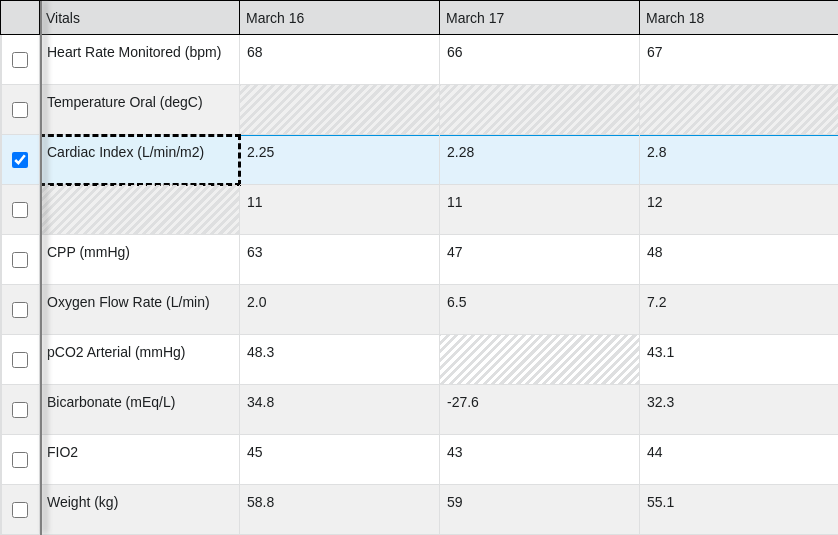 Vitals March 16 March 17 March 18
Heart Rate Monitored (bpm) 68 66 67
Temperature Oral (degC)
Cardiac Index (L/min/m2) 2.25 2.28 2.8
11 11 12
CPP (mmHg) 63 47 48
Oxygen Flow Rate (L/min) 2.0 6.5 7.2
pCO2 Arterial (mmHg) 48.3 43.1
Bicarbonate (mEq/L) 34.8 -27.6 32.3
FIO2 45 43 44
Weight (kg) 58.8 59 55.1